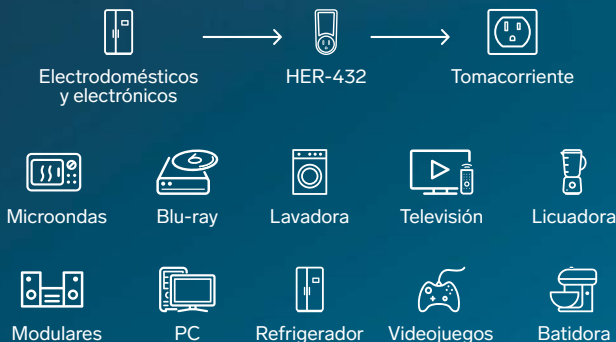 Electrodomésticos
y electrónicos
HER-432
Tomacorriente
Microondas
Blu-ray
Lavadora
Televisión
Licuadora
Modulares
PC
Refrigerador
Videojuegos
Batidora